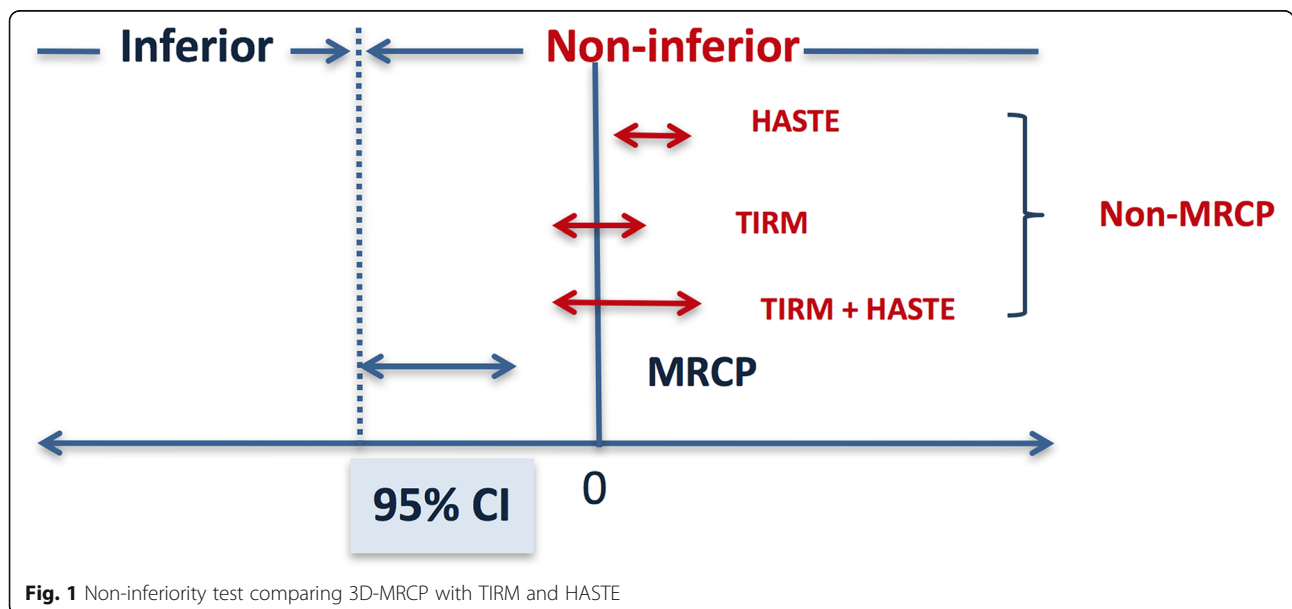 Inferior Non-inferior
HASTE
TIRM
Non-MRCP
TIRM + HASTE
MRCP
0
95% CI
Fig. 1 Non-inferiority test comparing 3D-MRCP with TIRM and HASTE